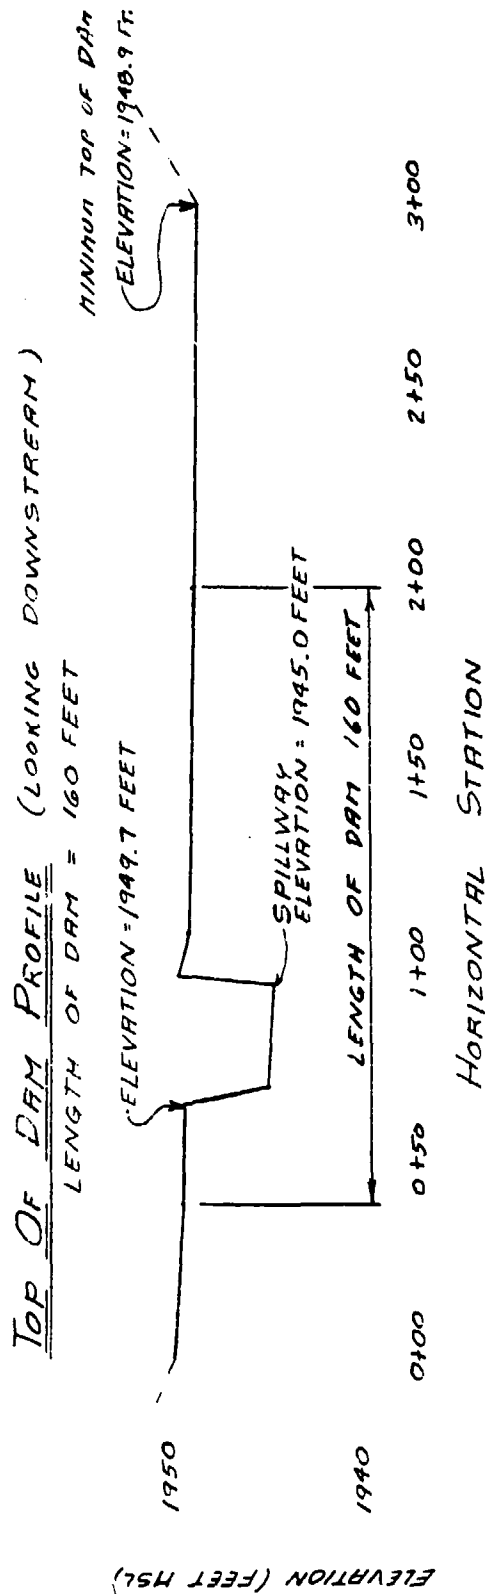 TOP OF DAM PROFILE (LOOKING DOWNSTREAM)
LENGTH OF DAM = 160 FEET
MINIMUM TOP OF DAM
ELEVATION=1948.9 FT.
ELEVATION=1949.7 FEET
SPILLWAY
ELEVATION = 1945.0 FEET
LENGTH OF DAM 160 FEET
1950
1940
ELEVATION (FEET MSL)
0+00
0+50
1+00
1+50
2+00
2+50
3+00
HORIZONTAL STATION